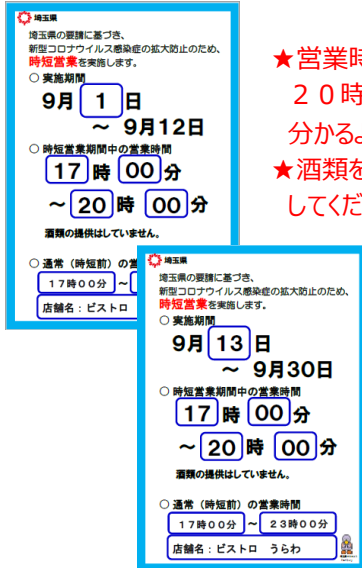 埼玉県
埼玉県の要請に基づき、
新型コロナウイルス感染症の拡大防止のため、
時短営業を実施します。
○ 実施期間
9月 1 日
～ 9月12日
○ 時短営業期間中の営業時間
17 時 00 分
～ 20 時 00 分
酒類の提供はしていません。
○ 通常（時短前）の営
17時00分 ～
店舗名：ビストロ
★営業時
２０時
分かるよ
★酒類を
してくだ
埼玉県
埼玉県の要請に基づき、
新型コロナウイルス感染症の拡大防止のため、
時短営業を実施します。
○ 実施期間
9月 13 日
～ 9月30日
○ 時短営業期間中の営業時間
17 時 00 分
～ 20 時 00 分
酒類の提供はしていません。
○ 通常（時短前）の営業時間
17時00分 ～ 23時00分
店舗名：ビストロ うらわ